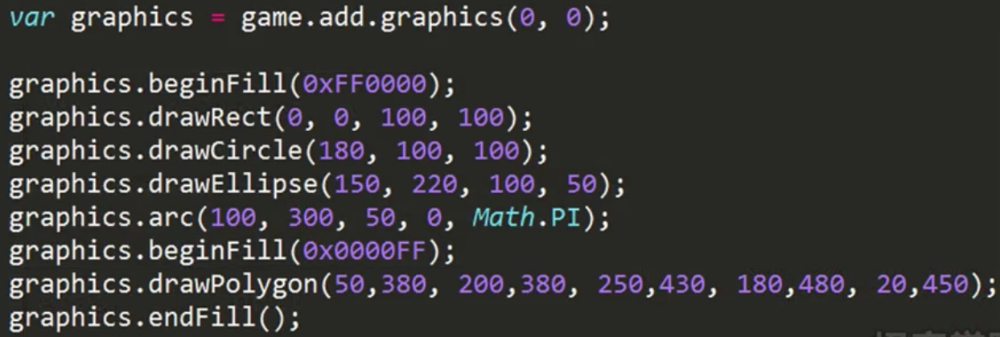 var graphics = game.add.graphics(0, 0);
graphics.beginFill(0xFF0000);
graphics.drawRect(0, 0, 100, 100);
graphics.drawCircle(180, 100, 100);
graphics.drawEllipse(150, 220, 100, 50);
graphics.arc(100, 300, 50, 0, Math.PI);
graphics.beginFill(0x0000FF);
graphics.drawPolygon(50,380, 200,380, 250,430, 180,480, 20,450);
graphics.endFill();